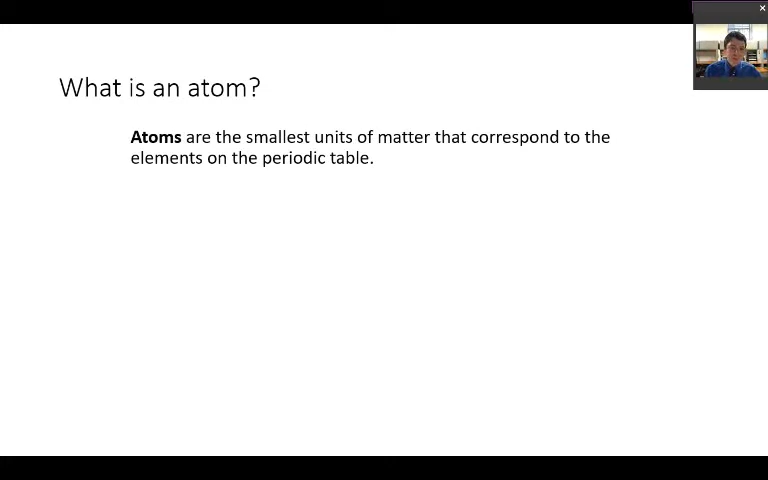 What is an atom?
Atoms are the smallest units of matter that correspond to the
elements on the periodic table.